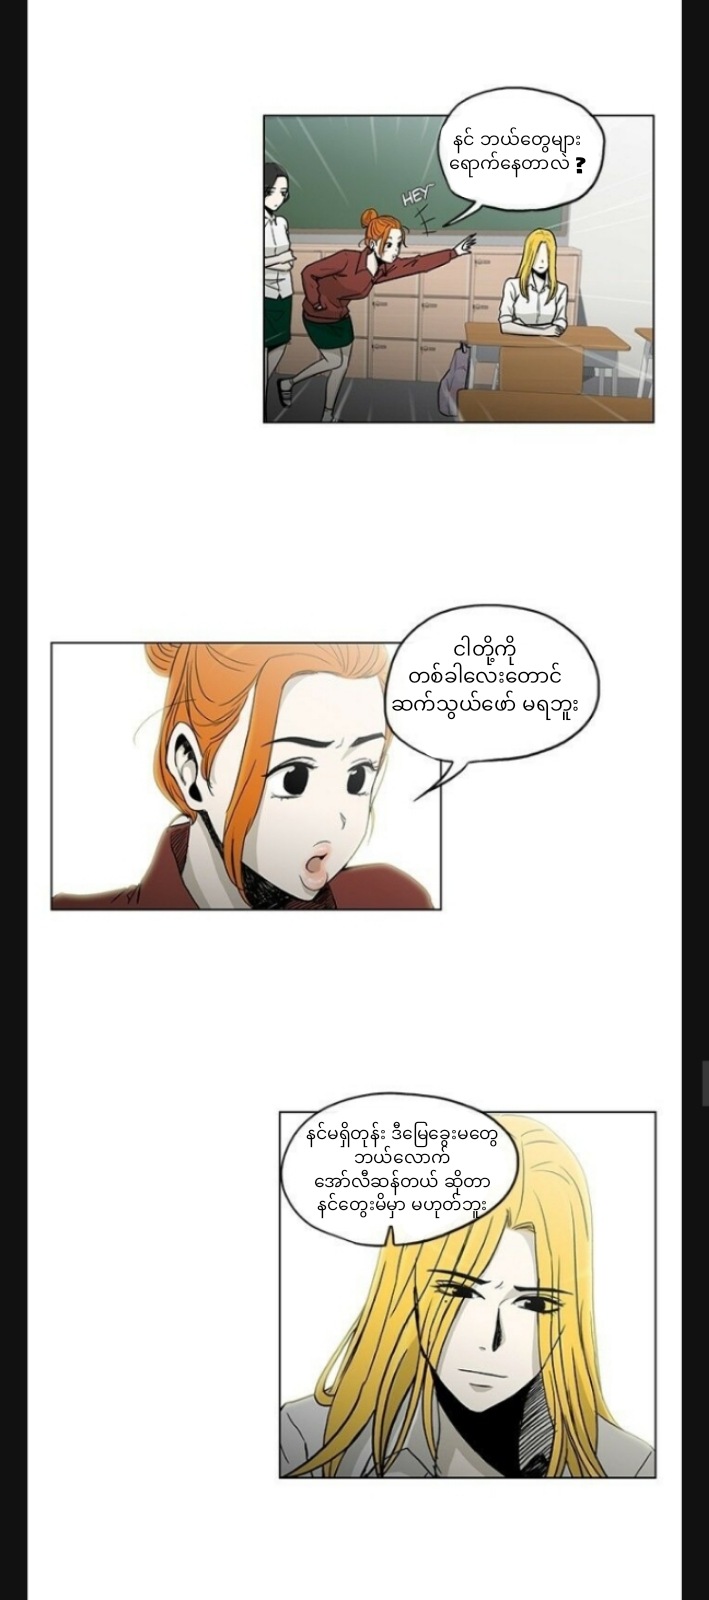 နင် ဘယ်တွေများ
ရောက်နေတာလဲ ?
HEY~
ငါတို့ကို
တစ်ခါလေးတောင်
ဆက်သွယ်ဖော် မရဘူး
နင်မရှိတုန်း ဒီမြေခွေးမတွေ
ဘယ်လောက်
အော်လီဆန်တယ် ဆိုတာ
နင်တွေးမိမှာ မဟုတ်ဘူး